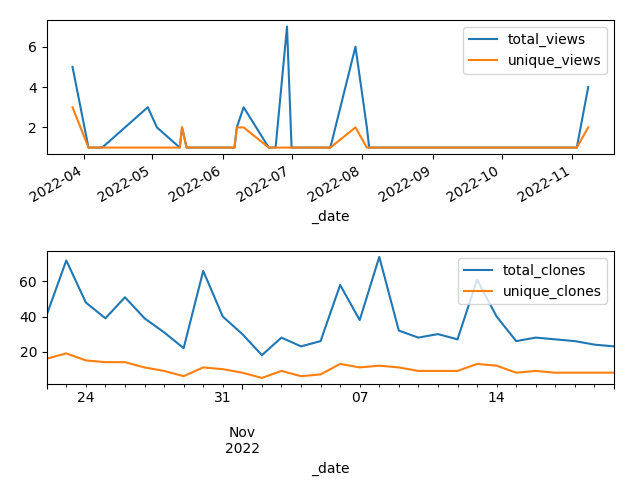 total_views
unique_views
6
4
2
2022-04
2022-05
2022-06
2022-07
2022-08
2022-09
2022-10
2022-11
_date
total_clones
unique_clones
60
40
20
24
31
07
14
Nov
2022
_date